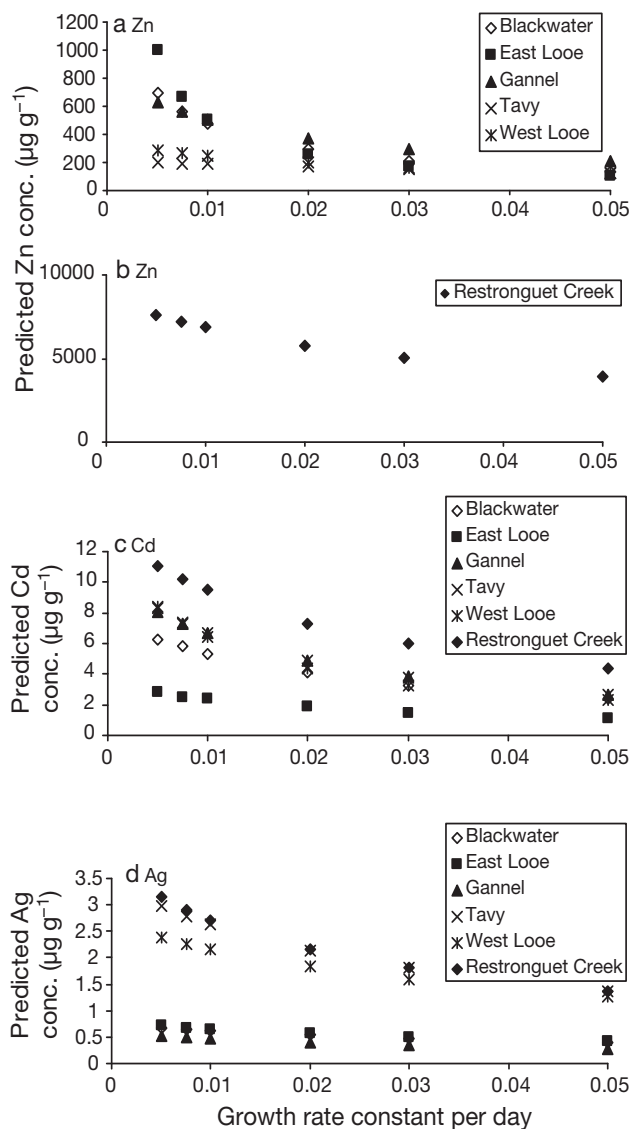 a Zn
1200
1000
800
600
400
200
0
0 0.01 0.02 0.03 0.04 0.05
Blackwater
East Looe
Gannel
Tavy
West Looe
Predicted Zn conc. (µg g–1)
b Zn
10000
5000
0
0 0.01 0.02 0.03 0.04 0.05
Restronguet Creek
c Cd
Predicted Cd
conc. (µg g–1)
12
10
8
6
4
2
0
0 0.01 0.02 0.03 0.04 0.05
Blackwater
East Looe
Gannel
Tavy
West Looe
Restronguet Creek
d Ag
Predicted Ag
conc. (µg g–1)
3.5
3
2.5
2
1.5
1
0.5
0
0 0.01 0.02 0.03 0.04 0.05
Blackwater
East Looe
Gannel
Tavy
West Looe
Restronguet Creek
Growth rate constant per day